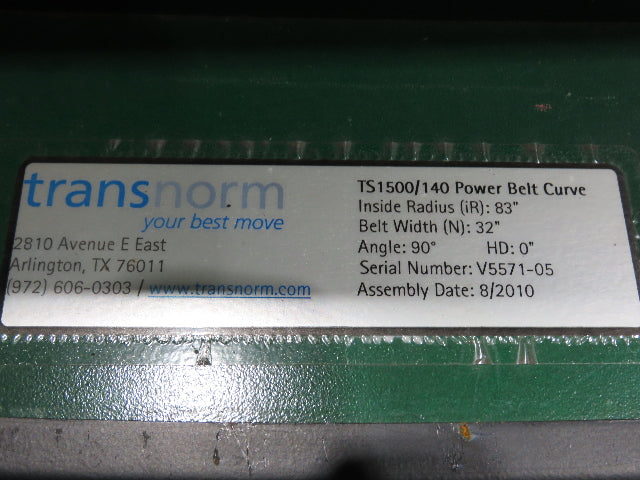 transnorm
your best move
2810 Avenue E East
Arlington, TX 76011
(972) 606-0303 / www.transnorm.com
TS1500/140 Power Belt Curve
Inside Radius (iR): 83"
Belt Width (N): 32"
Angle: 90° HD: 0"
Serial Number: V5571-05
Assembly Date: 8/2010